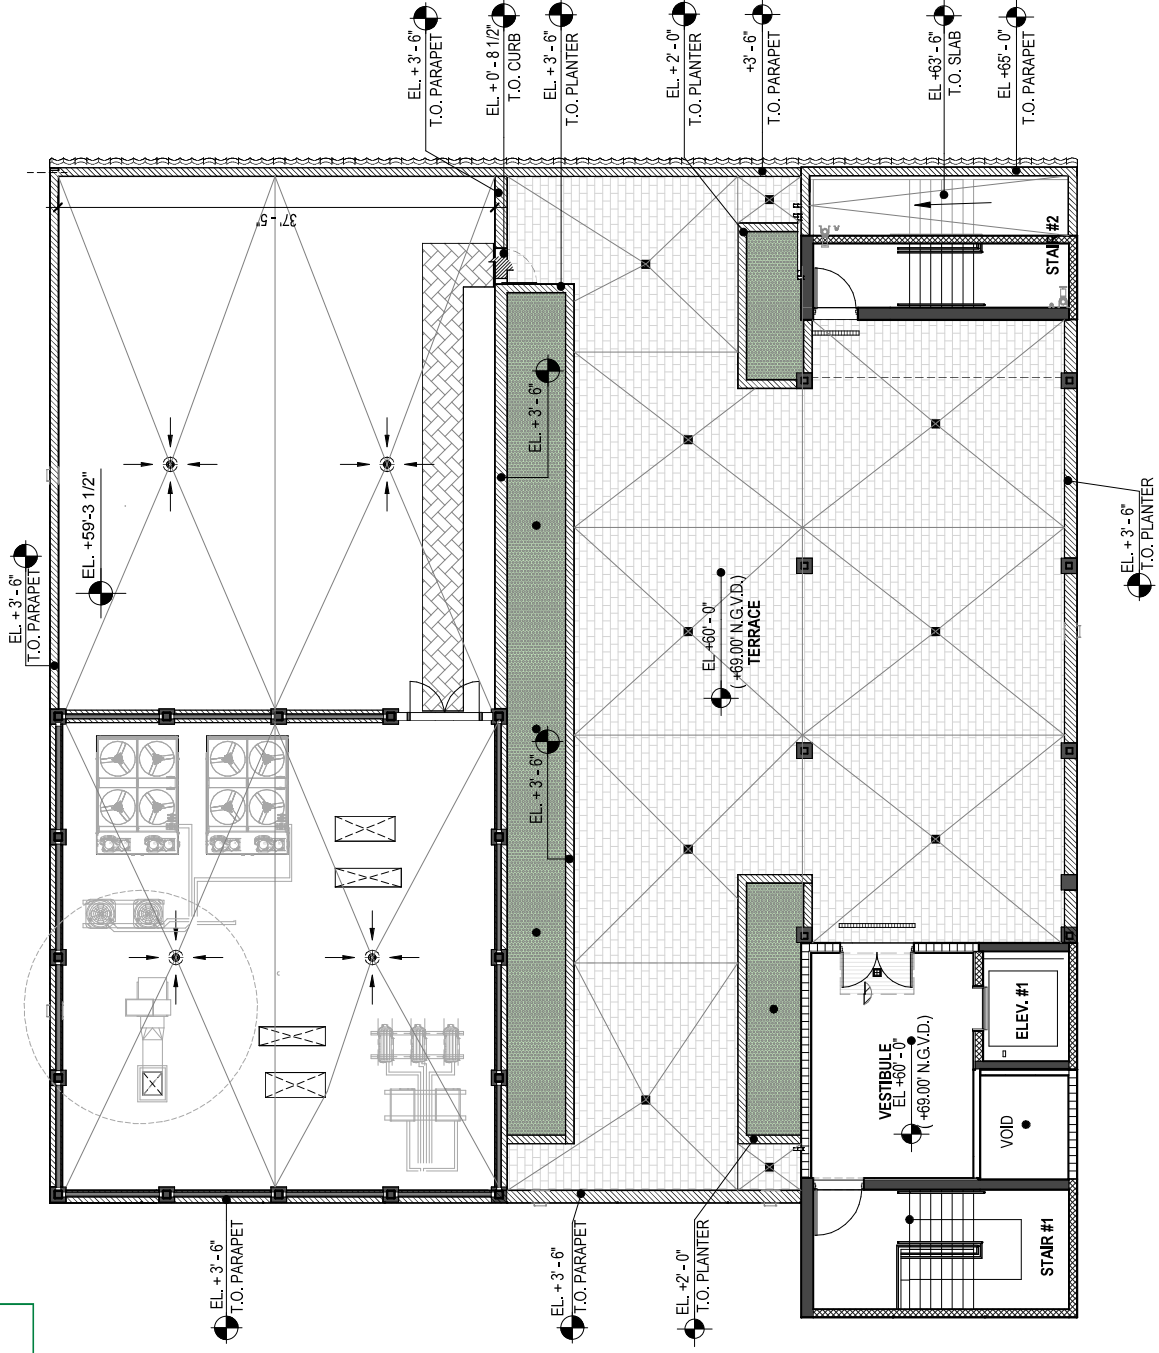 EL. + 3' - 6"
T.O. PARAPET
EL. + 0' - 8 1/2"
T.O. CURB
EL. + 3' - 6"
T.O. PLANTER
EL. + 2' - 0"
T.O. PLANTER
+3' - 6"
T.O. PARAPET
EL +63' - 6"
T.O. SLAB
EL +65' - 0"
T.O. PARAPET
37' - 5"
STAIR #2
EL. + 3' - 6"
EL. + 3' - 6"
T.O. PARAPET
EL. +59'-3 1/2"
EL. + 3' - 6"
T.O. PLANTER
EL +60' - 0"
( +69.00' N.G.V.D.)
TERRACE
EL. + 3' - 6"
VESTIBULE
EL +60' - 0"
( +69.00' N.G.V.D.)
ELEV. #1
VOID
STAIR #1
EL. + 3' - 6"
T.O. PARAPET
EL. + 3' - 6"
T.O. PARAPET
EL. +2' - 0"
T.O. PLANTER